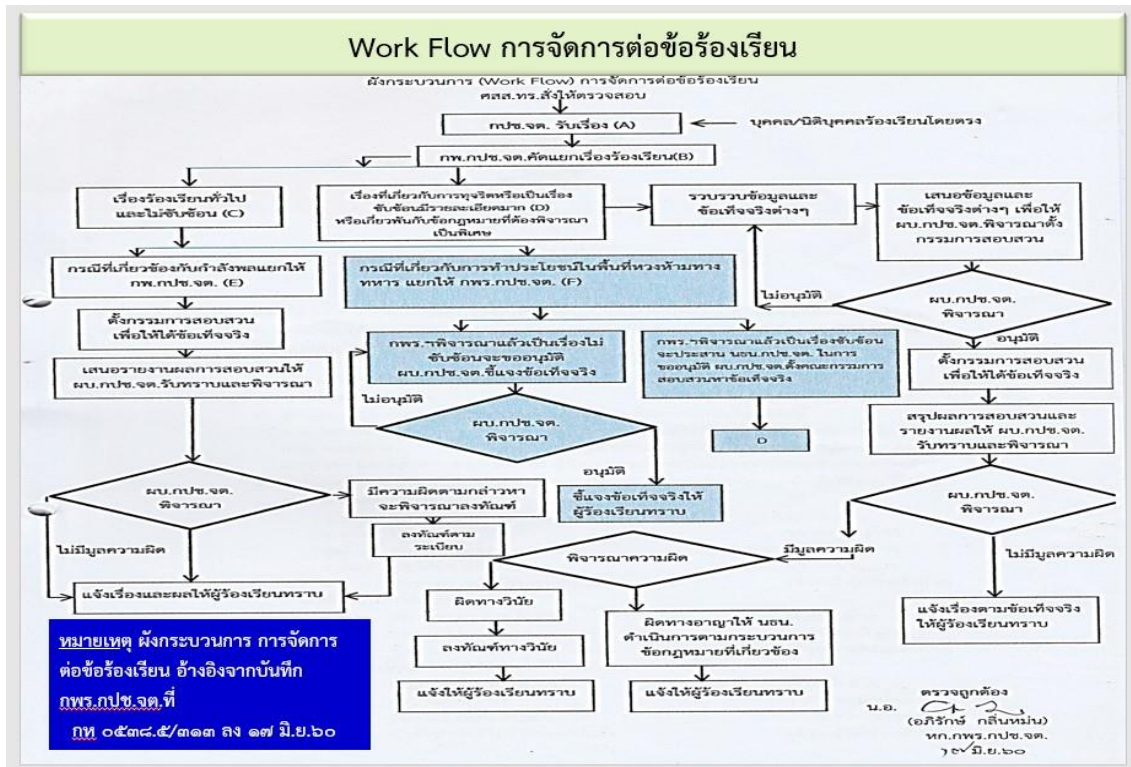 Work Flow การจัดการต่อข้อร้องเรียน
ผังกระบวนการ (Work Flow) การจัดการต่อข้อร้องเรียน
ศสส.ทร.สั่งให้ตรวจสอบ
กปช.จต. รับเรื่อง (A)
บุคคล/นิติบุคคลร้องเรียนโดยตรง
กพ.กปช.จต.คัดแยกเรื่องร้องเรียน(B)
เรื่องร้องเรียนทั่วไป
และไม่ซับซ้อน (C)
เรื่องที่เกี่ยวกับการทุจริตหรือเป็นเรื่อง
ซับซ้อนมีรายละเอียดมาก (D)
หรือเกี่ยวพันกับข้อกฎหมายที่ต้องพิจารณา
เป็นพิเศษ
รวบรวบข้อมูลและ
ข้อเท็จจริงต่างๆ
เสนอข้อมูลและ
ข้อเท็จจริงต่างๆ เพื่อให้
ผบ.กปช.จต.พิจารณาตั้ง
กรรมการสอบสวน
กรณีที่เกี่ยวข้องกับกำลังพลแยกให้
กพ.กปช.จต. (E)
กรณีที่เกี่ยวกับการทำประโยชน์ในพื้นที่หวงห้ามทาง
ทหาร แยกให้ กพร.กปช.จต. (F)
ไม่อนุมัติ
ผบ.กปช.จต.
พิจารณา
อนุมัติ
ตั้งกรรมการสอบสวน
เพื่อให้ได้ข้อเท็จจริง
กพร.ฯพิจารณาแล้วเป็นเรื่องไม่
ซับซ้อนจะขออนุมัติ
ผบ.กปช.จต.ชี้แจงข้อเท็จจริง
กพร.ฯพิจารณาแล้วเป็นเรื่องซับซ้อน
จะประสาน นธน.กปช.จต. ในการ
ขออนุมัติ ผบ.กปช.จต.ตั้งคณะกรรมการ
สอบสวนหาข้อเท็จจริง
ตั้งกรรมการสอบสวน
เพื่อให้ได้ข้อเท็จจริง
เสนอรายงานผลการสอบสวนให้
ผบ.กปช.จต.รับทราบและพิจารณา
ไม่อนุมัติ
ผบ.กปช.จต.
พิจารณา
D
สรุปผลการสอบสวนและ
รายงานผลให้ ผบ.กปช.จต.
รับทราบและพิจารณา
อนุมัติ
ผบ.กปช.จต.
พิจารณา
มีความผิดตามกล่าวหา
จะพิจารณาลงทัณฑ์
ชี้แจงข้อเท็จจริงให้
ผู้ร้องเรียนทราบ
ผบ.กปช.จต.
พิจารณา
ลงทัณฑ์ตาม
ระเบียบ
ไม่มีมูลความผิด
พิจารณาความผิด
มีมูลความผิด
ไม่มีมูลความผิด
แจ้งเรื่องและผลให้ผู้ร้องเรียนทราบ
ผิดทางวินัย
ผิดทางอาญาให้ นธน.
ดำเนินการตามกระบวนการ
ข้อกฎหมายที่เกี่ยวข้อง
แจ้งเรื่องตามข้อเท็จจริง
ให้ผู้ร้องเรียนทราบ
ลงทัณฑ์ทางวินัย
แจ้งให้ผู้ร้องเรียนทราบ
แจ้งให้ผู้ร้องเรียนทราบ
หมายเหตุ ผังกระบวนการ การจัดการ
ต่อข้อร้องเรียน อ้างอิงจากบันทึก
กพร.กปช.จต.ที่
กห ๐๕๓๘.๕/๓๑๓ ลง ๑๗ มิ.ย.๖๐
ตรวจถูกต้อง
น.อ.
(อภิรักษ์ กลิ่นหม่น)
หก.กพร.กปช.จต.
มิ.ย.๖๐